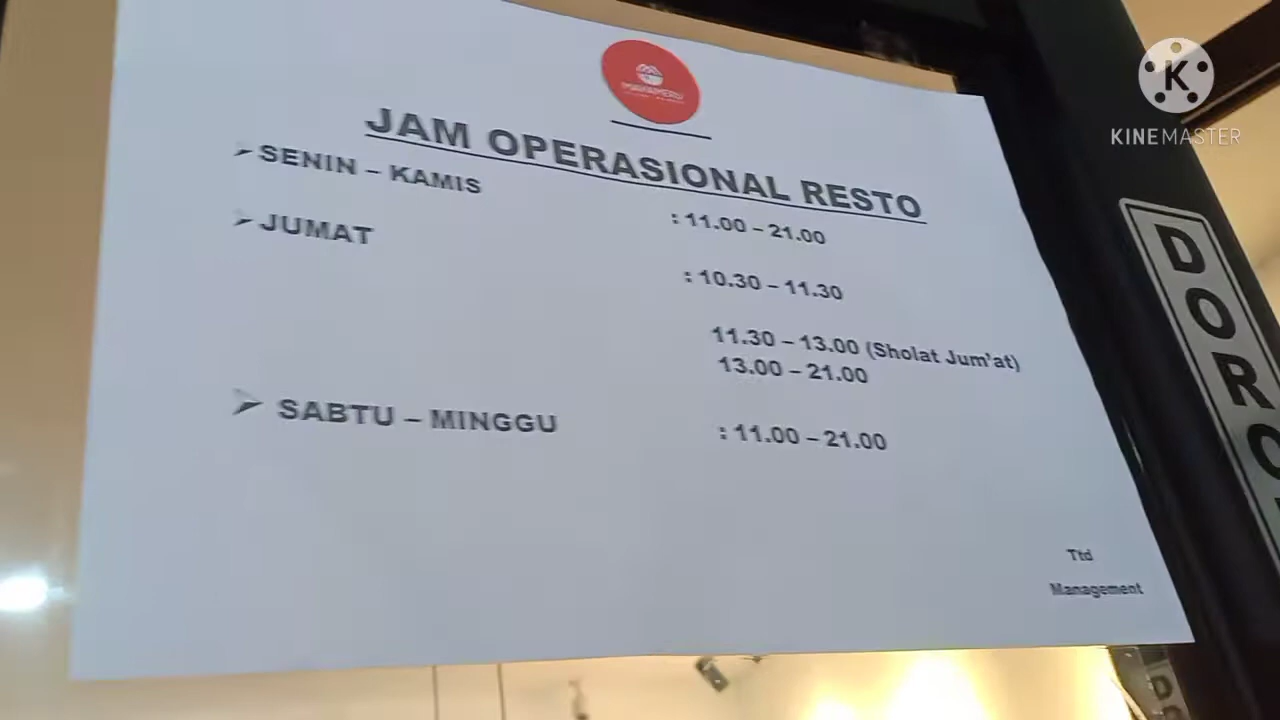 KINEMASTER
JAM OPERASIONAL RESTO
➢ SENIN – KAMIS : 11.00 – 21.00
➢ JUMAT : 10.30 – 11.30
11.30 – 13.00 (Sholat Jum'at)
13.00 – 21.00
➢ SABTU – MINGGU : 11.00 – 21.00
Ttd
Management
DORO